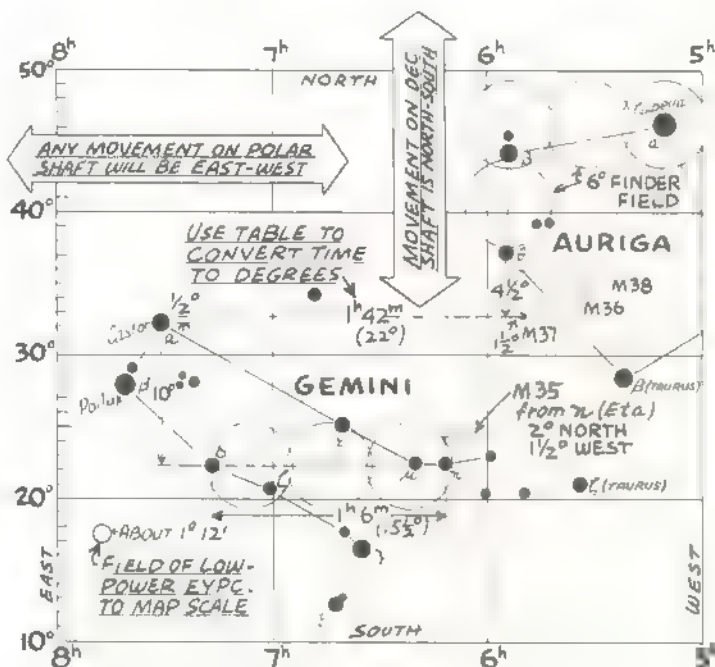 8h
7h
6h
5h
50°
NORTH
MOVEMENT ON DEC
SHAFT IS NORTH-SOUTH
α
β
ANY MOVEMENT ON POLAR
SHAFT WILL BE EAST-WEST
6° FINDER
FIELD
40°
USE TABLE TO
CONVERT TIME
TO DEGREES
AURIGA
θ
4½°
M38
M36
1/2°
n
Castor
α
1h 42m
(22°)
n
1½°
M37
30°
GEMINI
Pollux
β
10°
M35
from n (Eta)
2° NORTH
1½° WEST
β (TAURUS)
ε
δ
ζ
μ
n
20°
ζ (TAURUS)
1h 6m
ABOUT 1° 12'
FIELD OF LOW-
POWER EYPC.
TO MAP SCALE
EAST
WEST
SOUTH
10°
8h
7h
6h